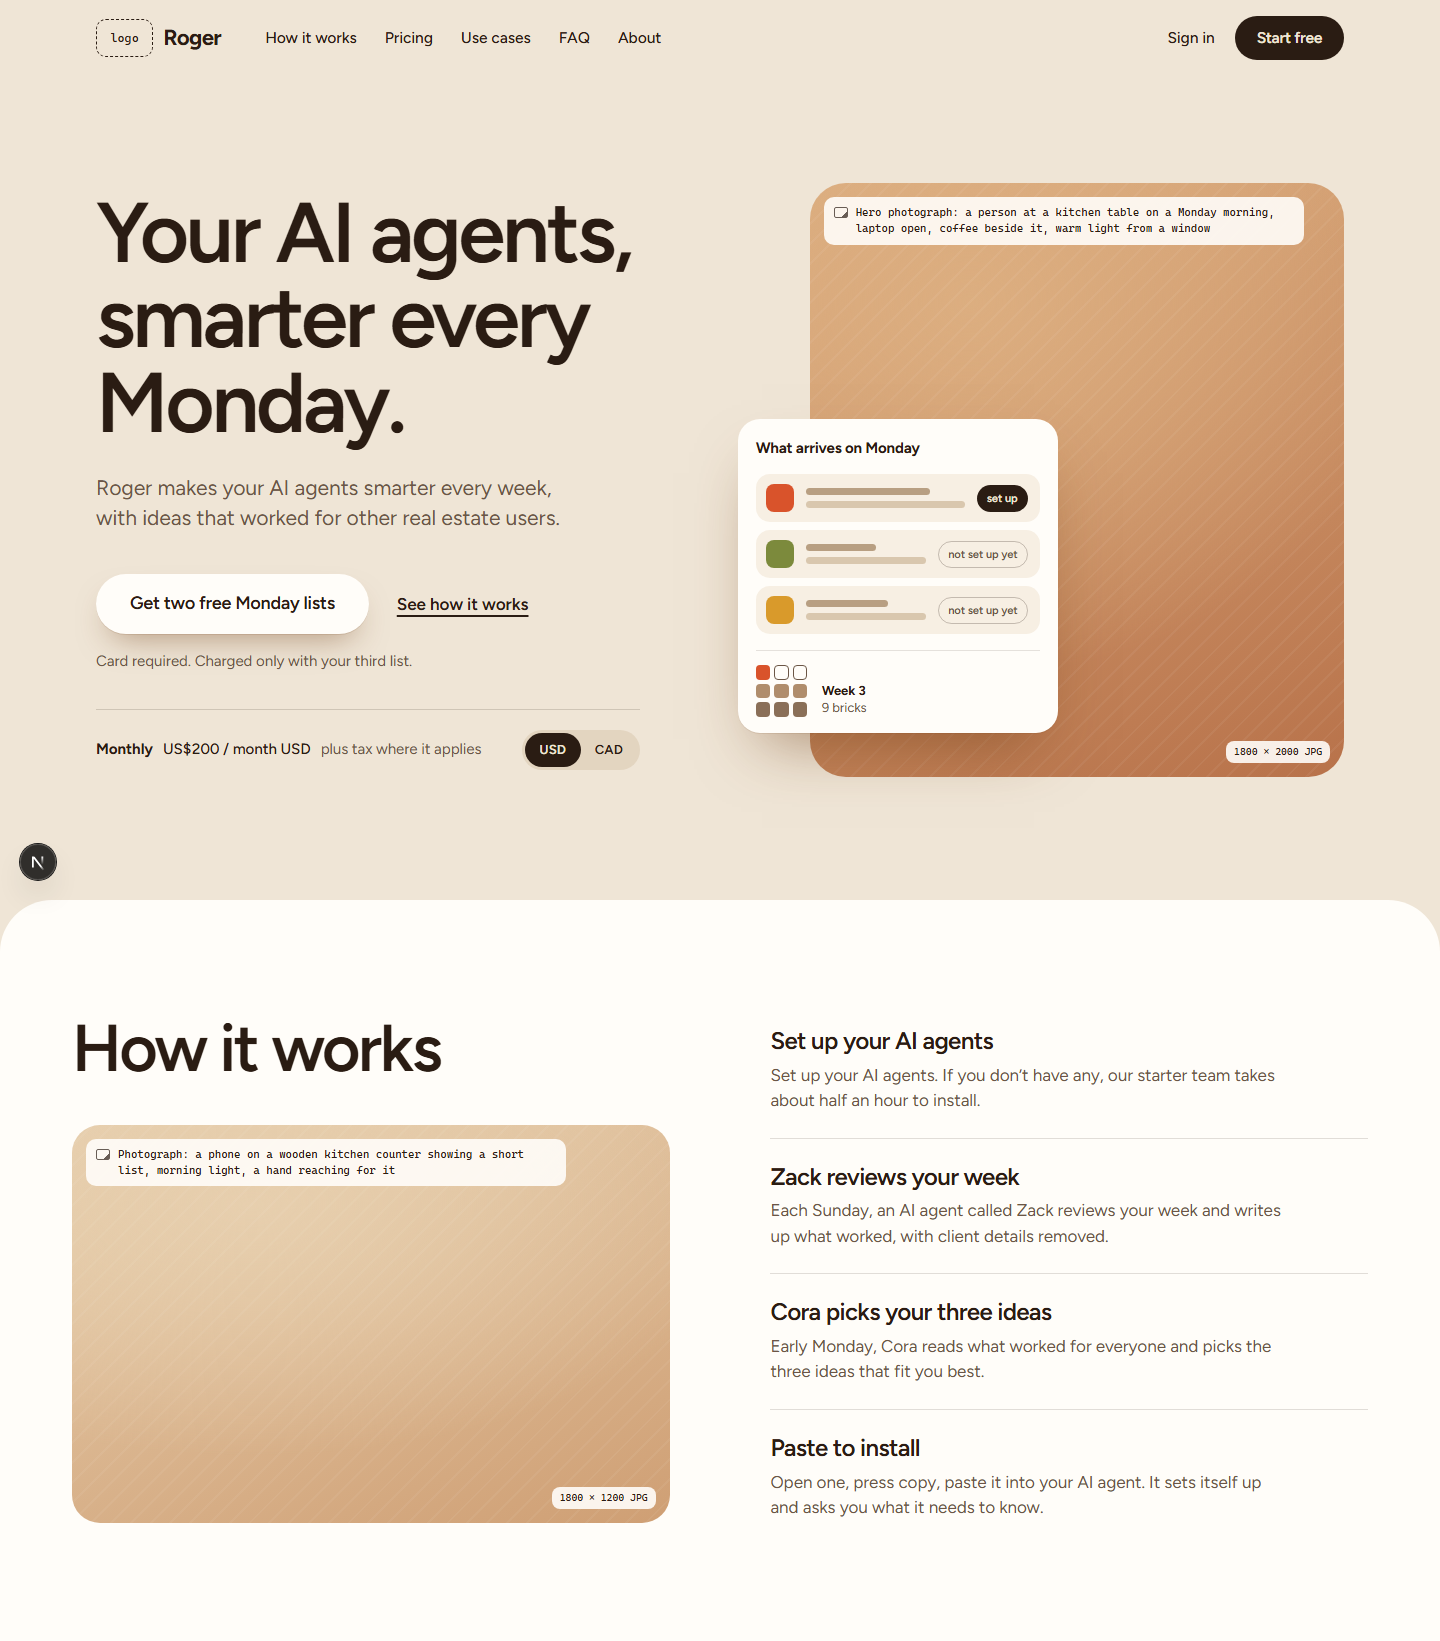 logo
Roger
How it works
Pricing
Use cases
FAQ
About
Sign in
Start free
Your AI agents,
smarter every
Monday.
Roger makes your AI agents smarter every week,
with ideas that worked for other real estate users.
Get two free Monday lists
See how it works
Card required. Charged only with your third list.
Monthly US$200 / month USD plus tax where it applies
USD
CAD
Hero photograph: a person at a kitchen table on a Monday morning,
laptop open, coffee beside it, warm light from a window
What arrives on Monday
set up
not set up yet
not set up yet
Week 3
9 bricks
1800 × 2000 JPG
N
How it works
Photograph: a phone on a wooden kitchen counter showing a short
list, morning light, a hand reaching for it
1800 × 1200 JPG
Set up your AI agents
Set up your AI agents. If you don’t have any, our starter team takes
about half an hour to install.
Zack reviews your week
Each Sunday, an AI agent called Zack reviews your week and writes
up what worked, with client details removed.
Cora picks your three ideas
Early Monday, Cora reads what worked for everyone and picks the
three ideas that fit you best.
Paste to install
Open one, press copy, paste it into your AI agent. It sets itself up
and asks you what it needs to know.